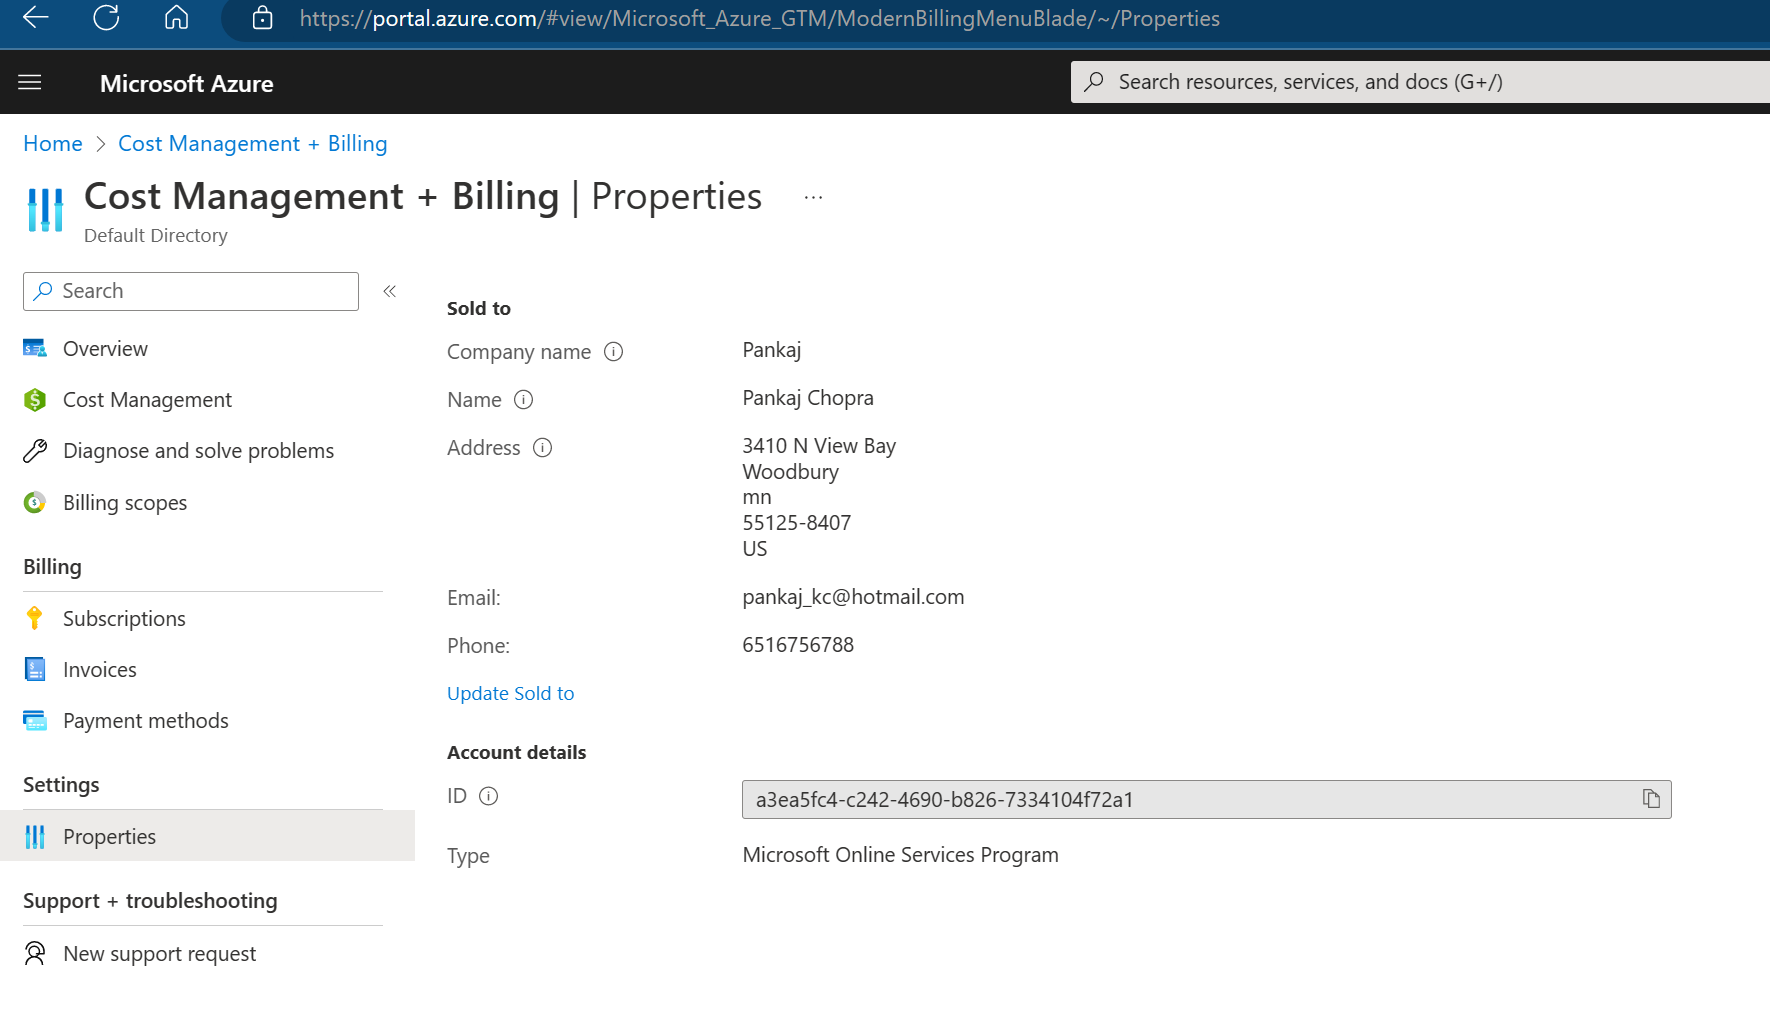 https://portal.azure.com/#view/Microsoft_Azure_GTM/ModernBillingMenuBlade/~/Properties
Microsoft Azure
Search resources, services, and docs (G+/)
Home > Cost Management + Billing
Cost Management + Billing | Properties ...
Default Directory
Search «
Overview
Cost Management
Diagnose and solve problems
Billing scopes
Billing
Subscriptions
Invoices
Payment methods
Settings
Properties
Support + troubleshooting
New support request
Sold to
Company name Pankaj
Name Pankaj Chopra
Address 3410 N View Bay
Woodbury
mn
55125-8407
US
Email: pankaj_kc@hotmail.com
Phone: 6516756788
Update Sold to
Account details
ID a3ea5fc4-c242-4690-b826-7334104f72a1
Type Microsoft Online Services Program